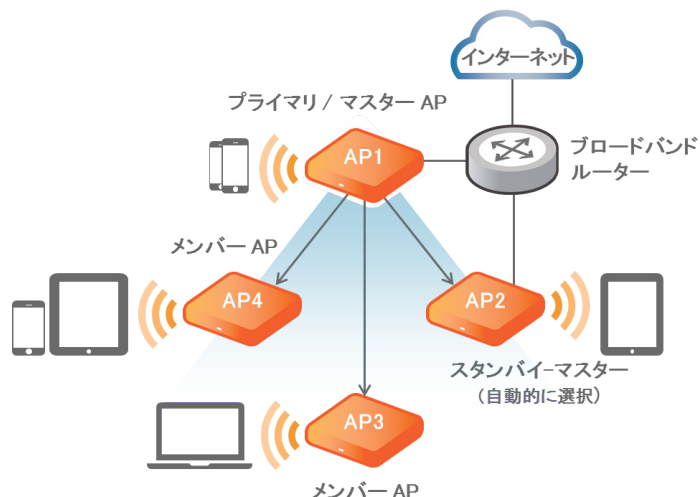 インターネット
プライマリ / マスター AP
ブロードバンド
ルーター
AP1
メンバー AP
AP4
AP2
スタンバイ-マスター
（自動的に選択）
AP3
メンバー AP